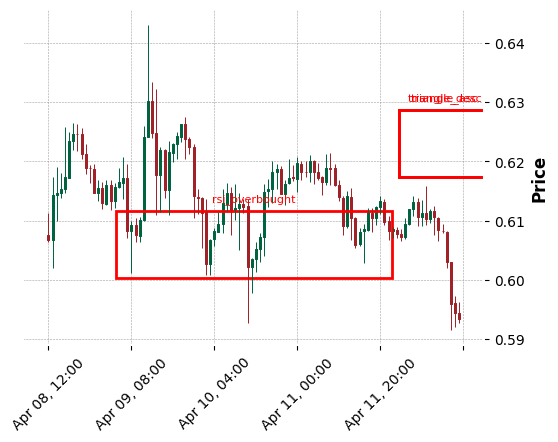 0.64
0.63
0.62
0.61
0.60
0.59
Price
rsi_overbought
Apr 08, 12:00
Apr 09, 08:00
Apr 10, 04:00
Apr 11, 00:00
Apr 11, 20:00